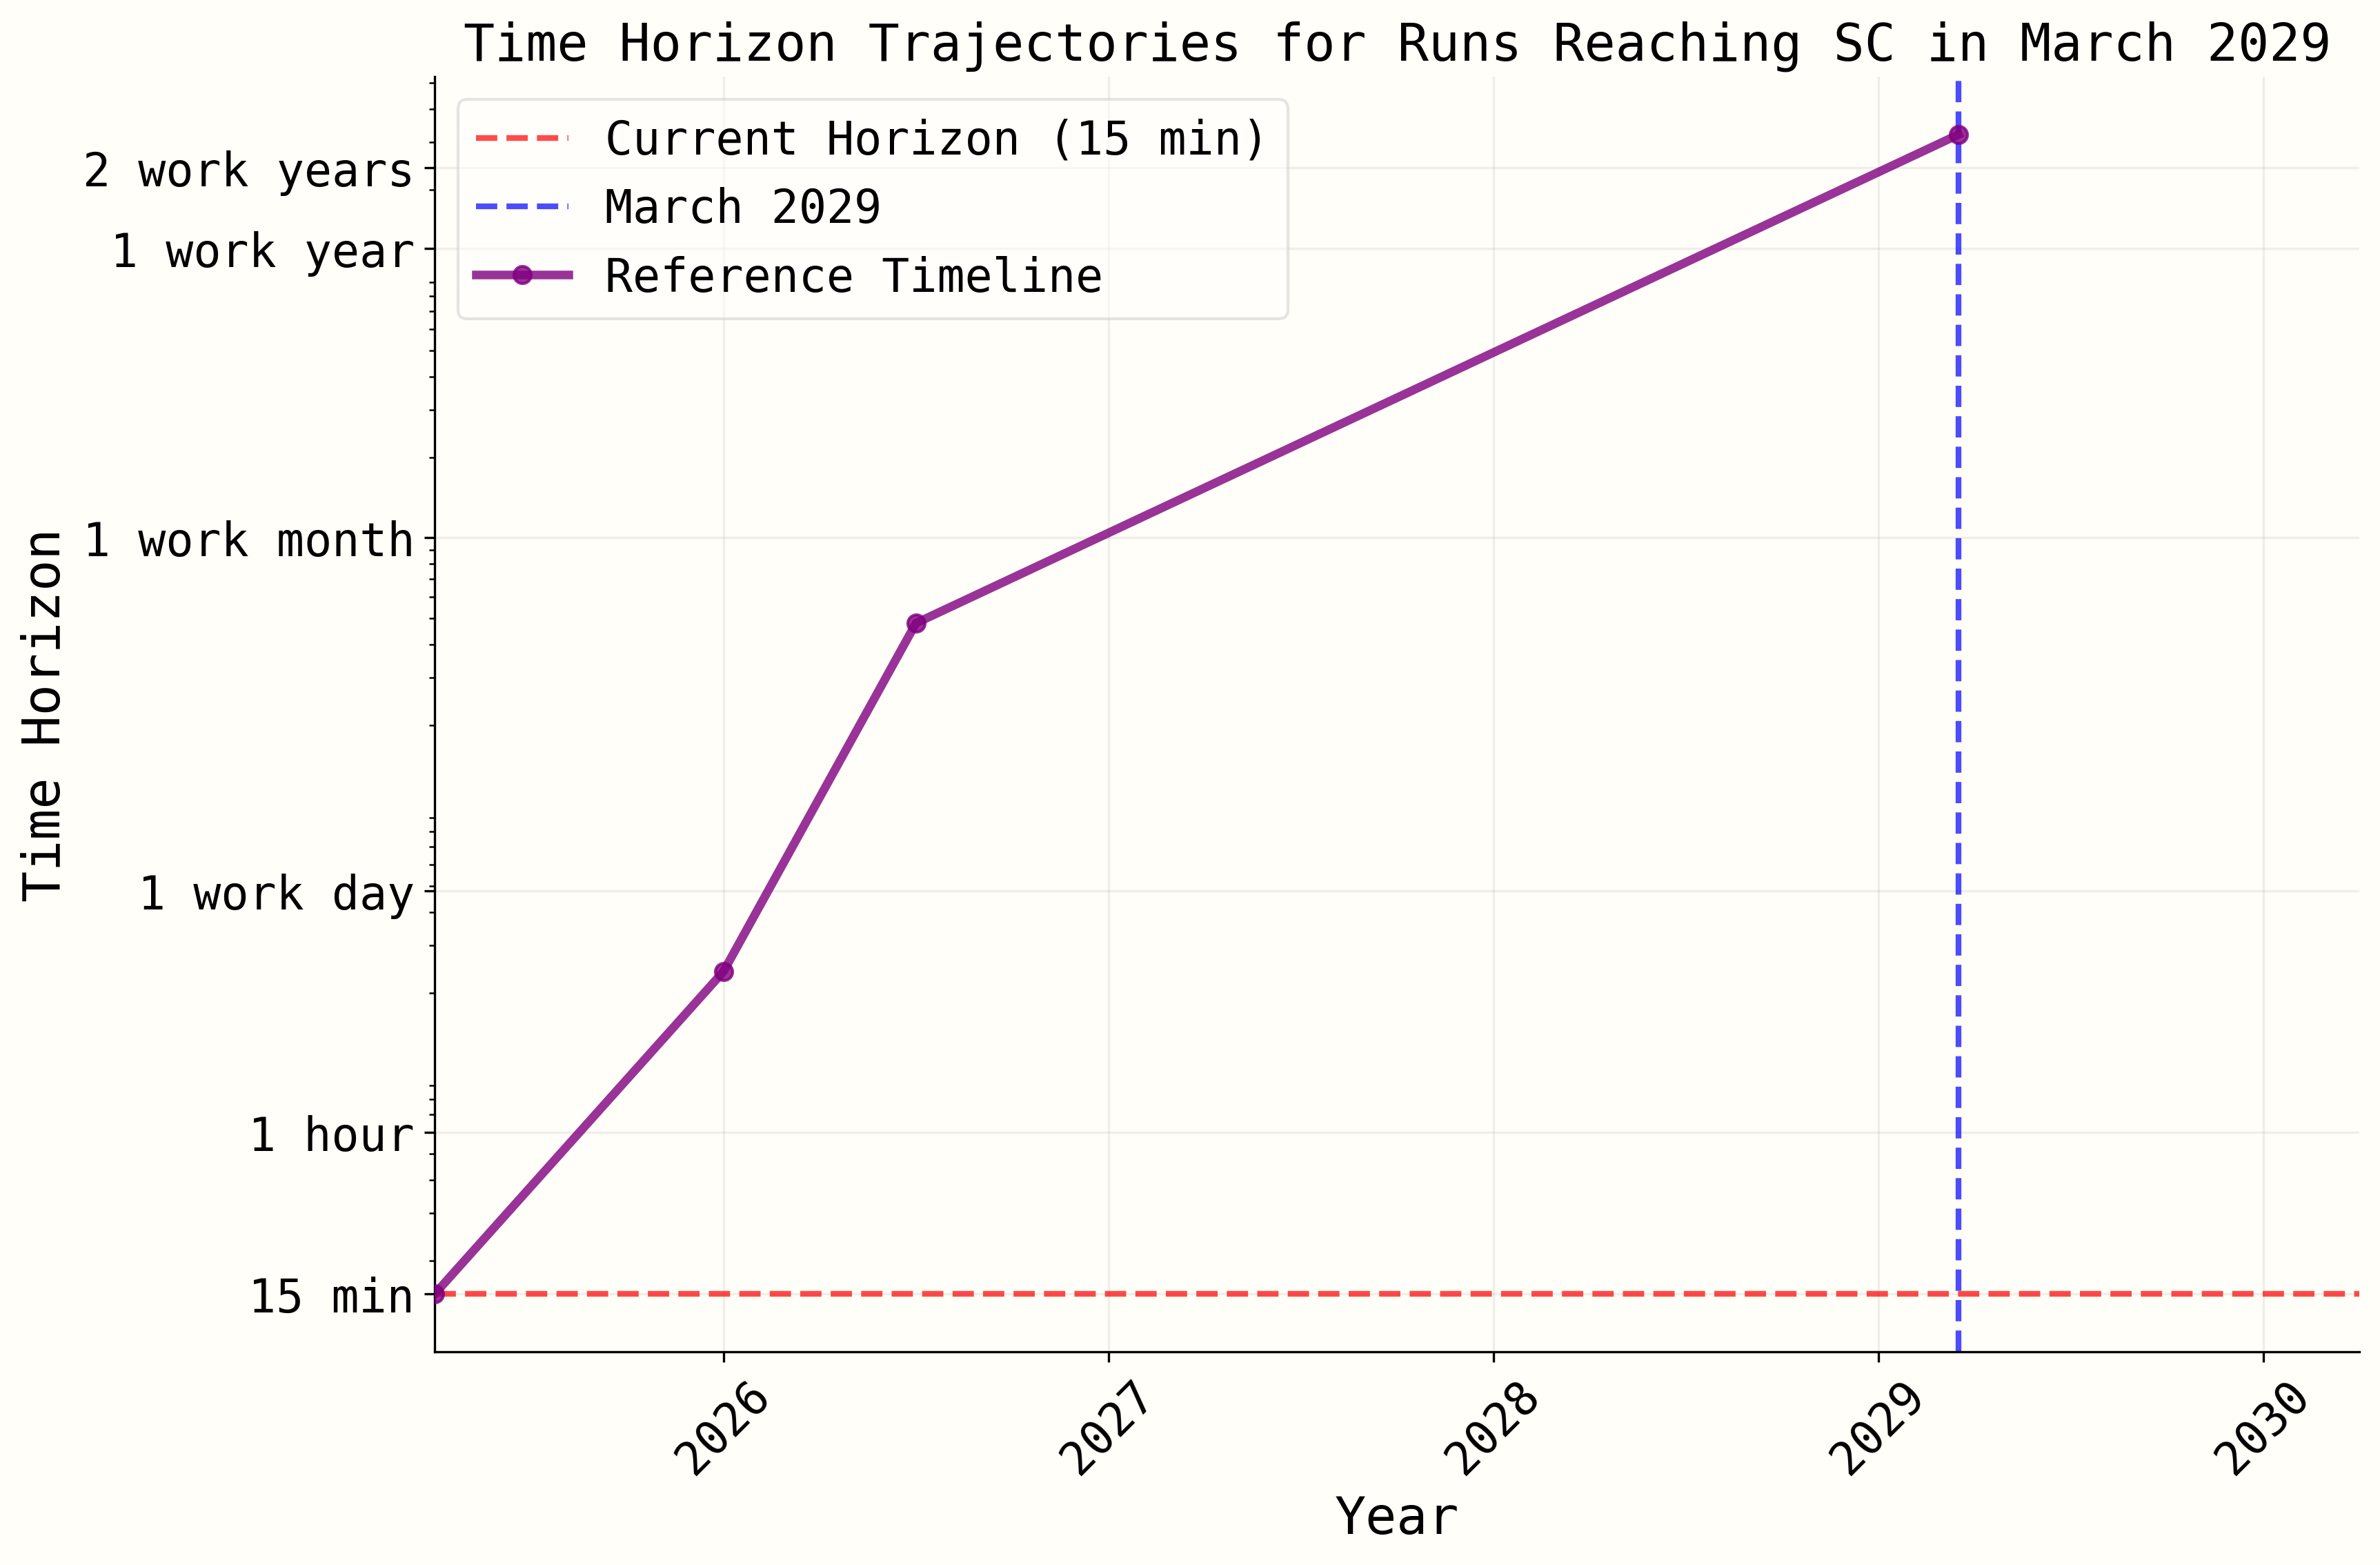 Time Horizon Trajectories for Runs Reaching SC in March 2029
Current Horizon (15 min)
March 2029
Reference Timeline
2 work years
1 work year
1 work month
1 work day
1 hour
15 min
Time Horizon
2026
2027
2028
2029
2030
Year